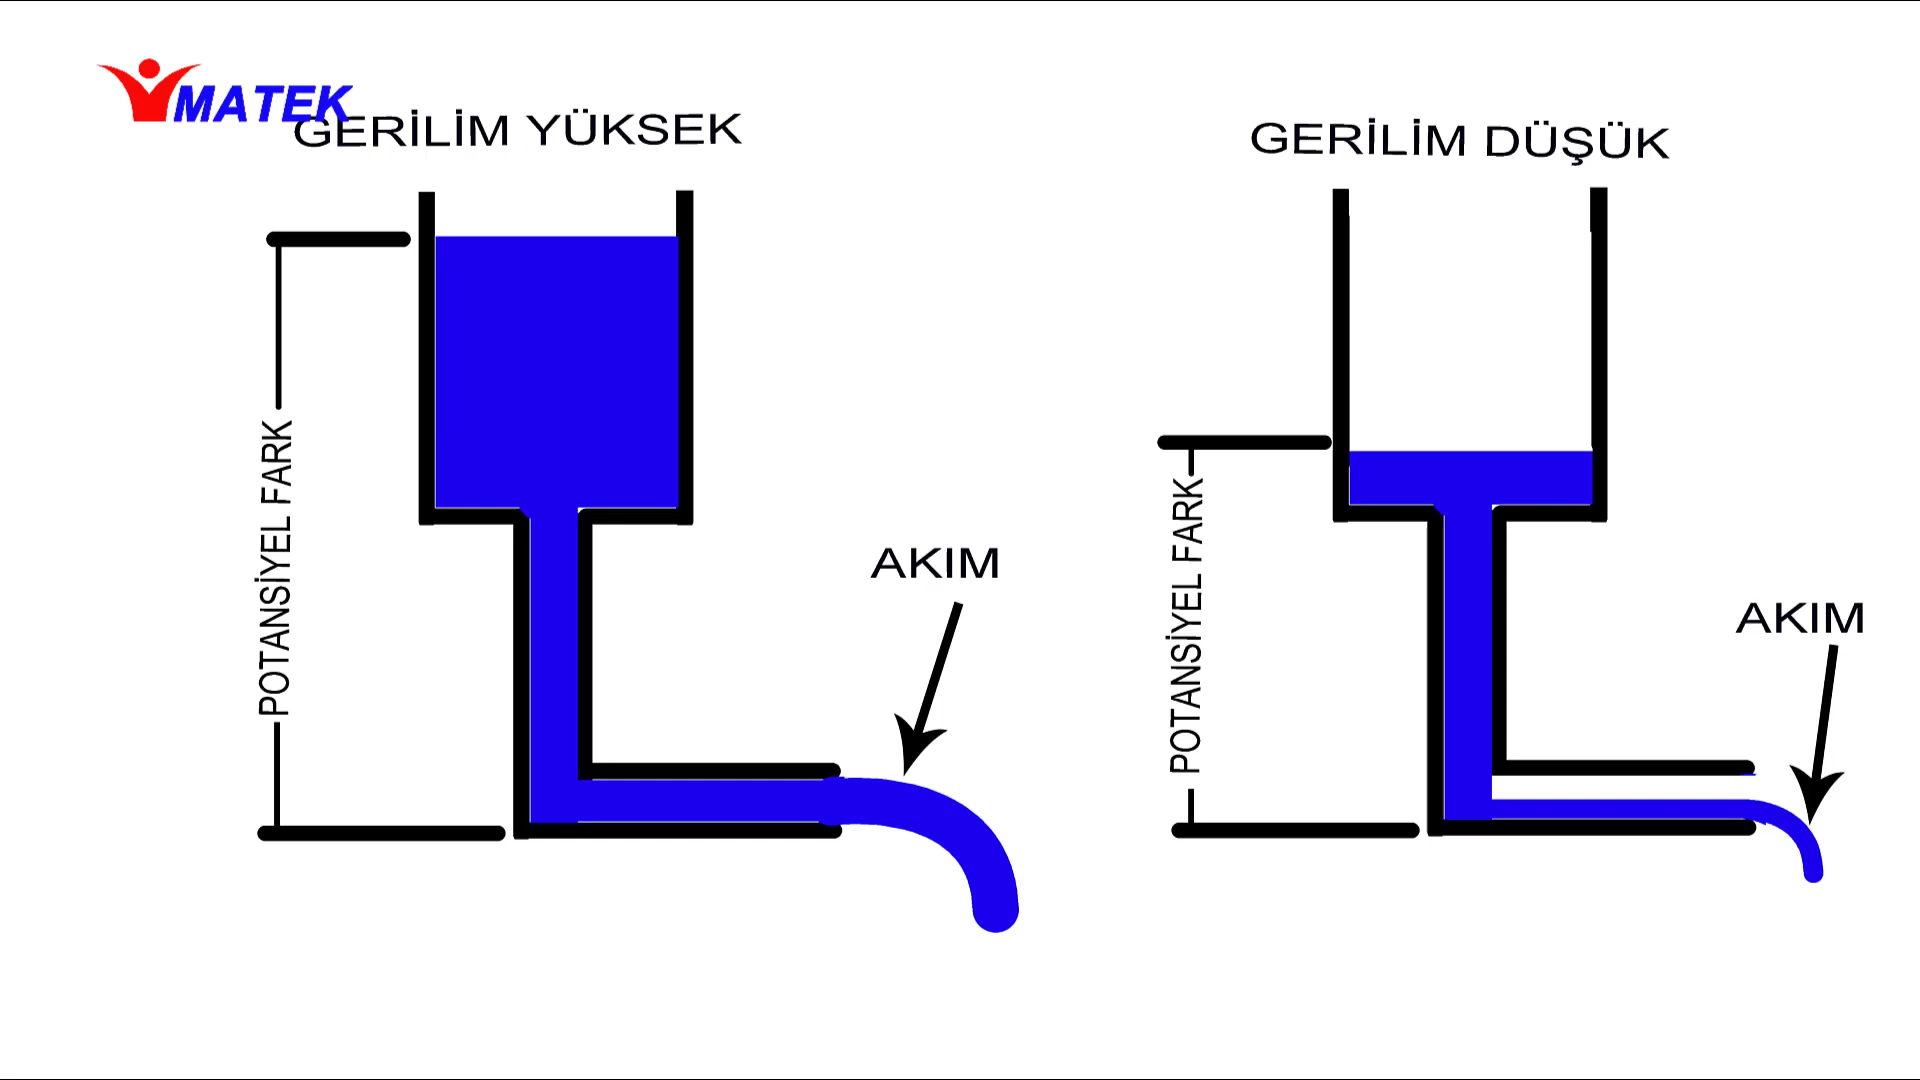 MATEK
GERİLİM YÜKSEK
GERİLİM DÜŞÜK
POTANSİYEL FARK
AKIM
POTANSİYEL FARK
AKIM